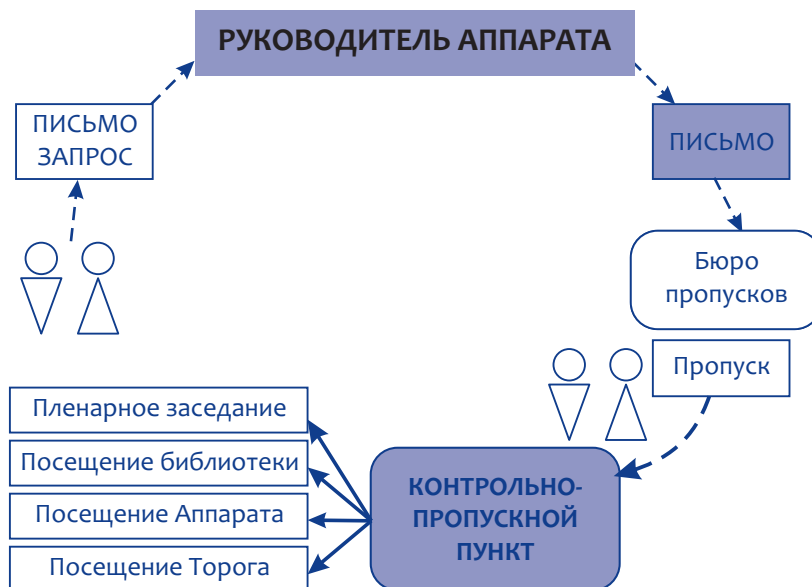 РУКОВОДИТЕЛЬ АППАРАТА
ПИСЬМО
ЗАПРОС
ПИСЬМО
Бюро
пропусков
Пропуск
КОНТРОЛЬНО-
ПРОПУСКНОЙ
ПУНКТ
Пленарное заседание
Посещение библиотеки
Посещение Аппарата
Посещение Торога